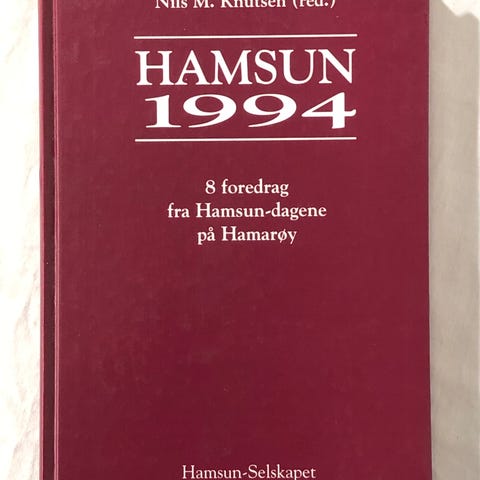 Nils M. Knutsen (red.)
HAMSUN
1994
8 foredrag
fra Hamsun-dagene
på Hamarøy
Hamsun-Selskapet